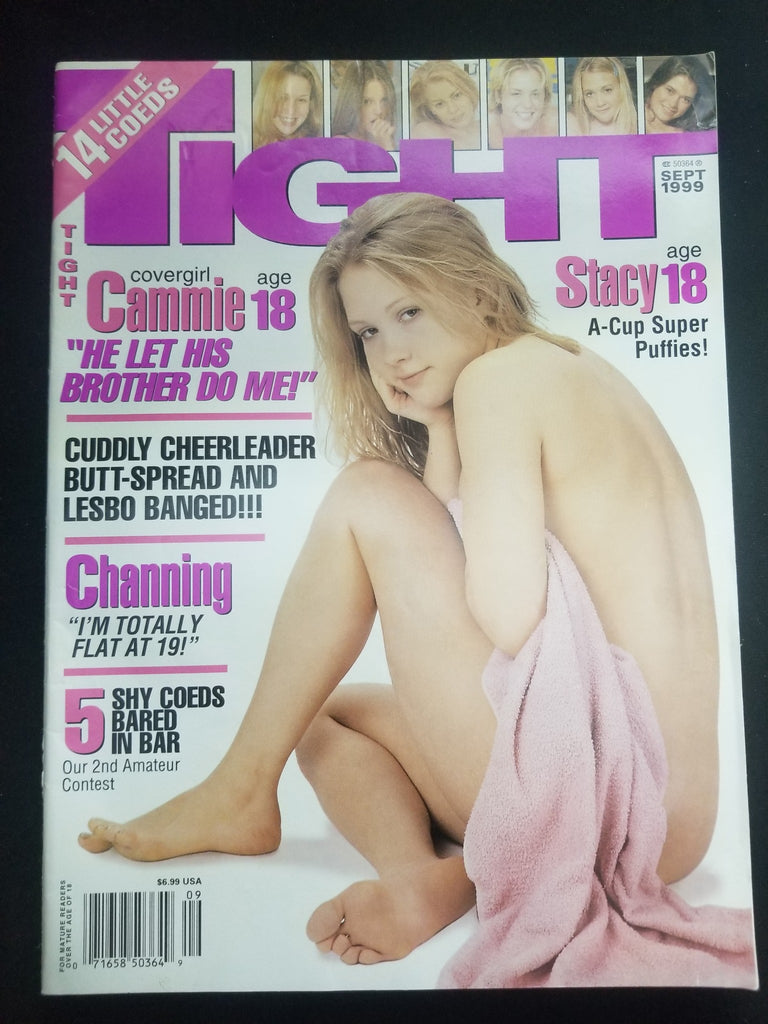 14 LITTLE
COEDS
TIGHT
50364
SEPT
1999
TIGHT
covergirl
Cammie age 18
"HE LET HIS
BROTHER DO ME!"
Stacy age 18
A-Cup Super
Puffies!
CUDDLY CHEERLEADER
BUTT-SPREAD AND
LESBO BANGED!!!
Channing
"I'M TOTALLY
FLAT AT 19!"
5 SHY COEDS
BARED
IN BAR
Our 2nd Amateur
Contest
FOR MATURE READERS
OVER THE AGE OF 18
$6.99 USA
09
0 71658 50364 9